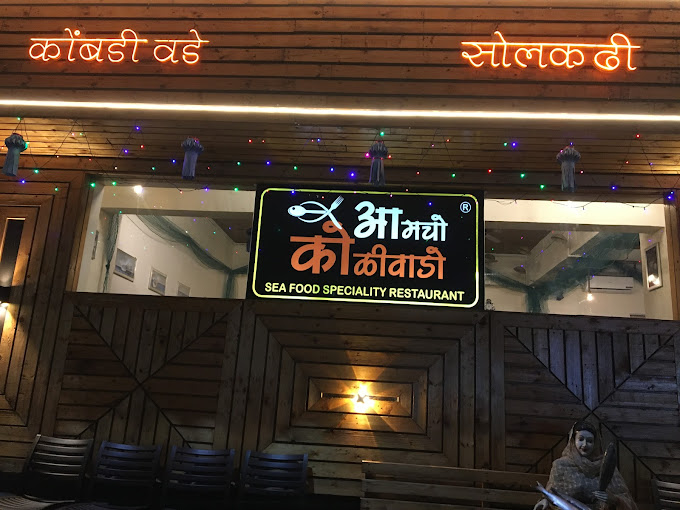 कोंबडी वडे
सोलकढी
आमचो ®
कोळीवाडो
SEA FOOD SPECIALITY RESTAURANT